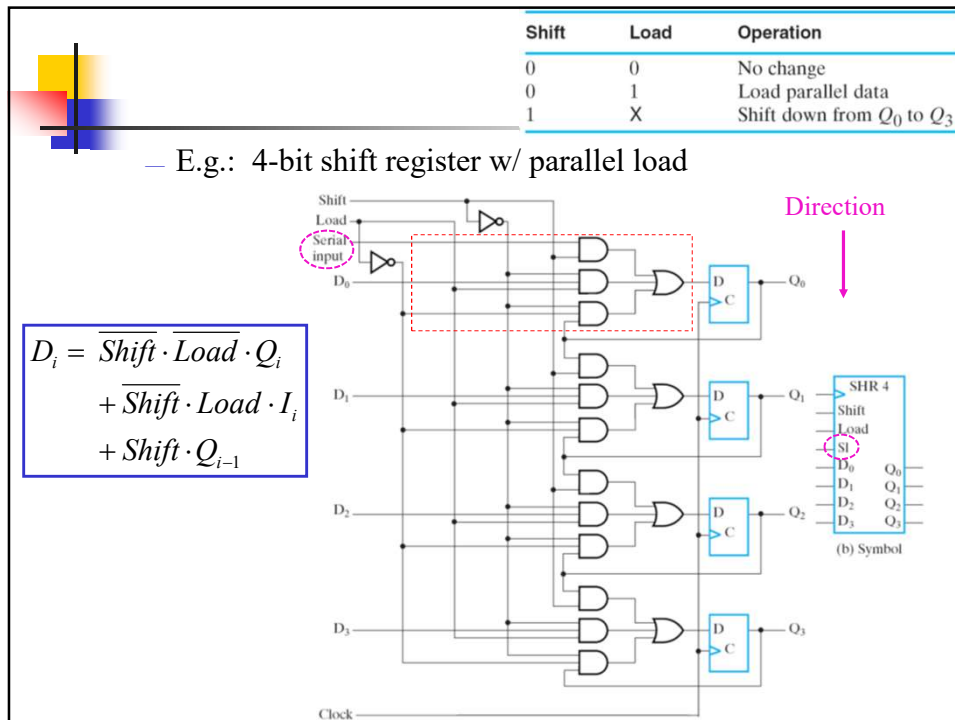 Shift Load Operation
0 0 No change
0 1 Load parallel data
1 X Shift down from Q₀ to Q₃
— E.g.: 4-bit shift register w/ parallel load
Shift
Load
Serial
input
D₀
D C
Q₀
Direction
D̅i = \overline{Shift} · \overline{Load} · Qᵢ
+ \overline{Shift} · Load · Iᵢ
+ Shift · Qᵢ₋₁
D₁
D C
Q₁
SHR 4
Shift
Load
SI
D₀ Q₀
D₁ Q₁
D₂ Q₂
D₃ Q₃
(b) Symbol
D₂
D C
Q₂
D₃
D C
Q₃
Clock